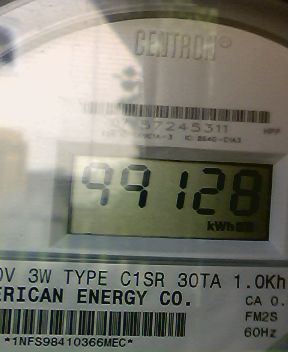 CENTRON®
57245311
HPF
99128
kWh
0V 3W TYPE C1SR 30TA 1.0Kh
ERICAN ENERGY CO.
CA 0.
FM2S
60Hz
*1NFS98410366MEC*